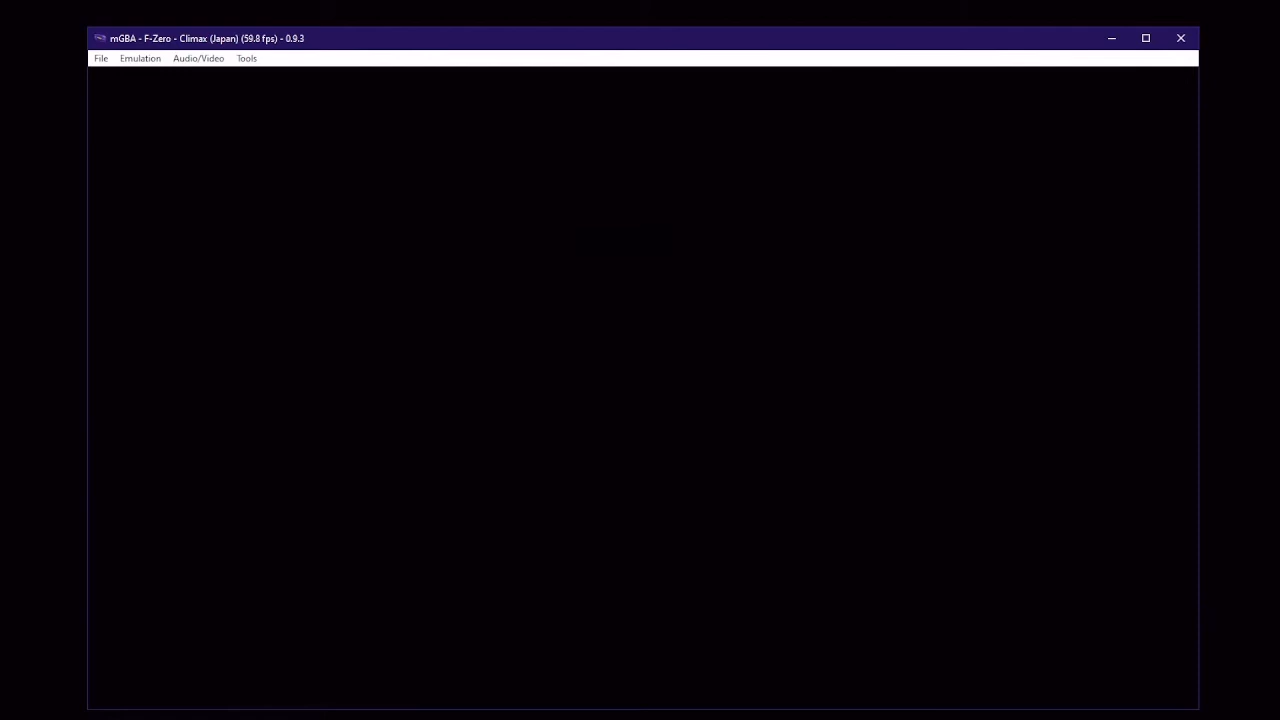 mGBA - F-Zero - Climax (Japan) (59.8 fps) - 0.9.3
File Emulation Audio/Video Tools